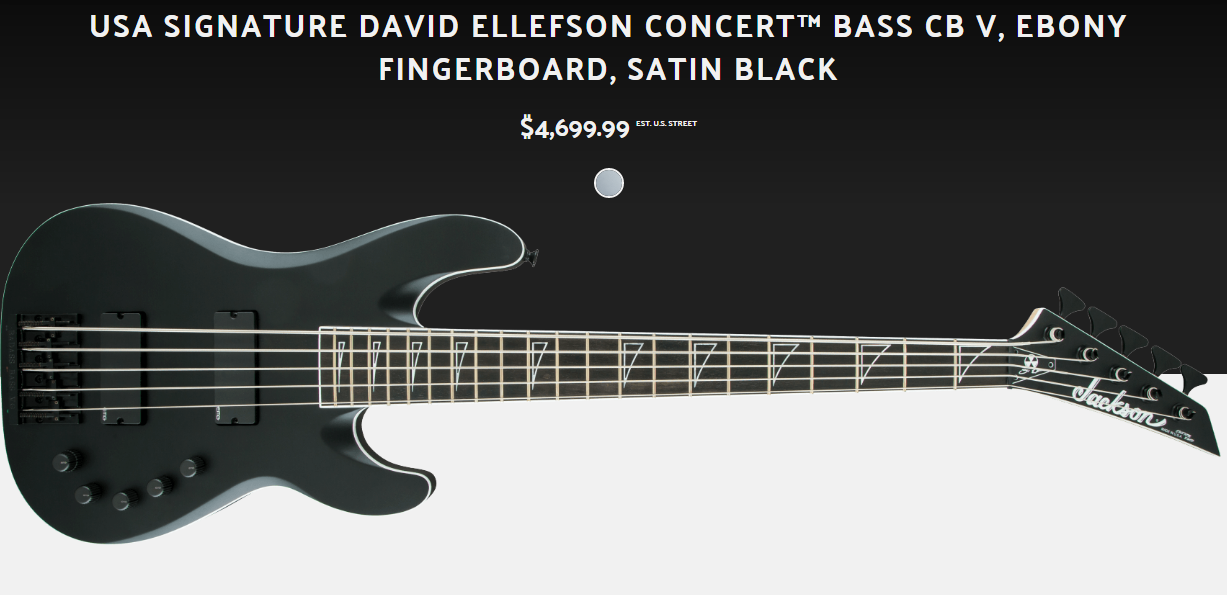 USA SIGNATURE DAVID ELLEFSON CONCERT™ BASS CB V, EBONY
FINGERBOARD, SATIN BLACK
$4,699.99 EST. U.S. STREET
Jackson